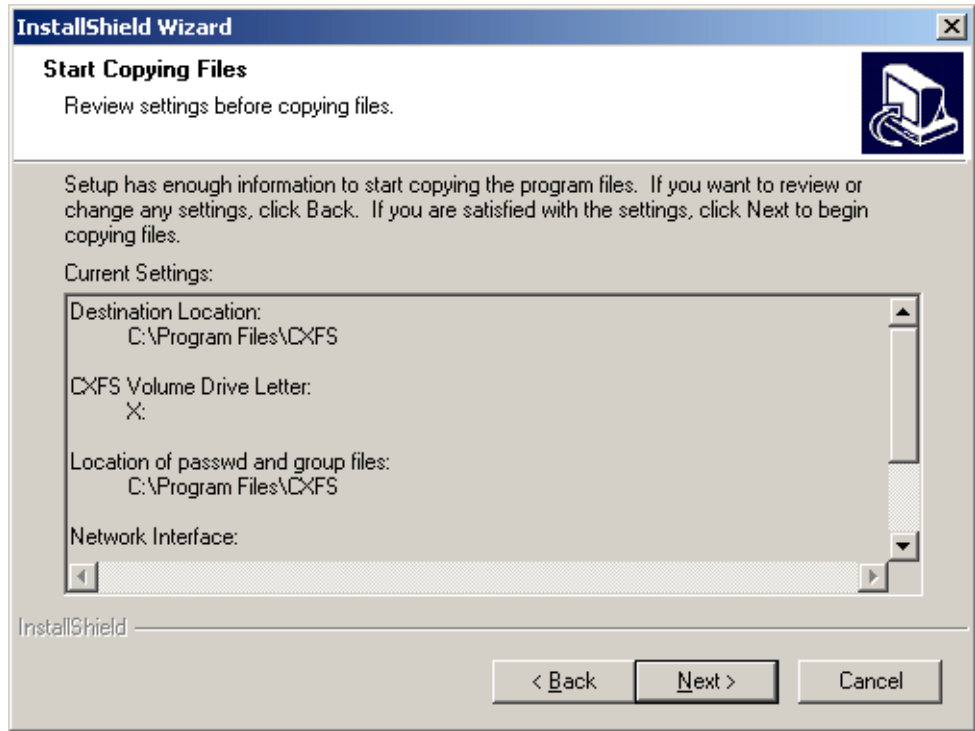 InstallShield Wizard
Start Copying Files
Review settings before copying files.
Setup has enough information to start copying the program files.  If you want to review or
change any settings, click Back.  If you are satisfied with the settings, click Next to begin
copying files.
Current Settings:
Destination Location:
C:\Program Files\CXFS
CXFS Volume Drive Letter:
X:
Location of passwd and group files:
C:\Program Files\CXFS
Network Interface:
InstallShield
< Back
Next >
Cancel